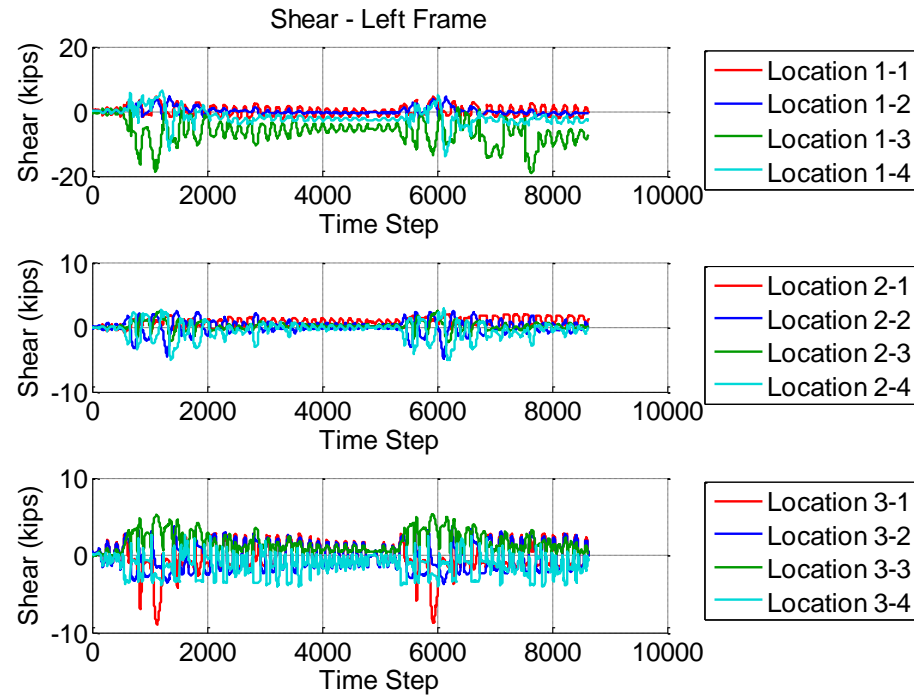 Shear - Left Frame
20
0
-20
Shear (kips)
0 2000 4000 6000 8000 10000
Time Step
Location 1-1
Location 1-2
Location 1-3
Location 1-4
10
0
-10
Shear (kips)
0 2000 4000 6000 8000 10000
Time Step
Location 2-1
Location 2-2
Location 2-3
Location 2-4
10
0
-10
Shear (kips)
0 2000 4000 6000 8000 10000
Time Step
Location 3-1
Location 3-2
Location 3-3
Location 3-4